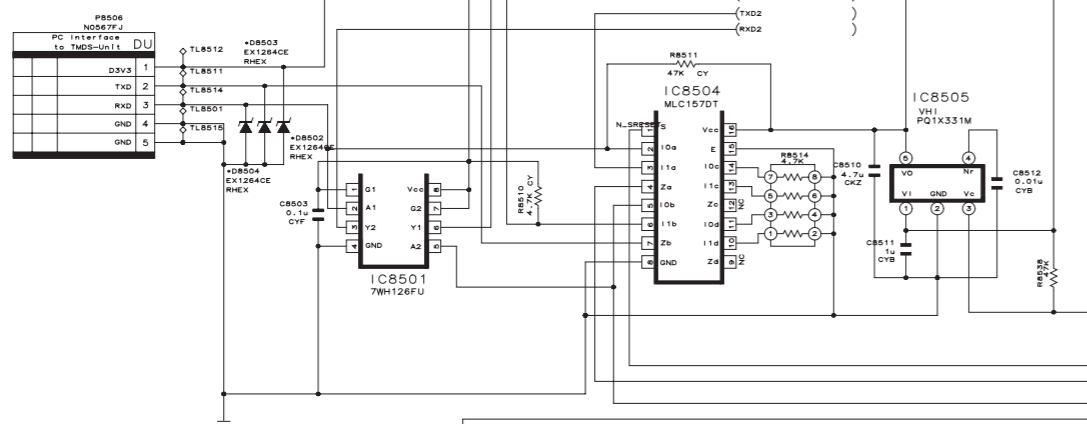 P8506
N0567FJ
PC Interface
to TMDS-Unit
DU
D3V3 1
TXD 2
RXD 3
GND 4
GND 5
TL8512
TL8511
TL8514
TL8501
TL8515
*D8503
EX1264CE
RHEX
*D8502
EX1264CE
RHEX
*D8504
EX1264CE
RHEX
C8503
0.1u
CYF
1 G1
2 A1
3 Y2
4 GND
Vcc 8
G2 7
Y1 6
A2 5
IC8501
7WH126FU
R8510
4.7K CY
TXD2
RXD2
R8511
47K CY
IC8504
MLC157DT
N_SRESET
1 S
2 I0a
3 I1a
4 Za
5 I0b
6 I1b
7 Zb
8 GND
Vcc 16
E 15
I0c 14
I1c 13
Zc 12 NC
I0d 11
I1d 10
Zd 9 NC
R8514
4.7K
7 8
5 6
3 4
1 2
C8510
4.7u
CKZ
IC8505
VHI
PQ1X331M
5 4
VO Nr
VI GND Vc
1 2 3
C8512
0.01u
CYB
C8511
1u
CYB
R8538
47K